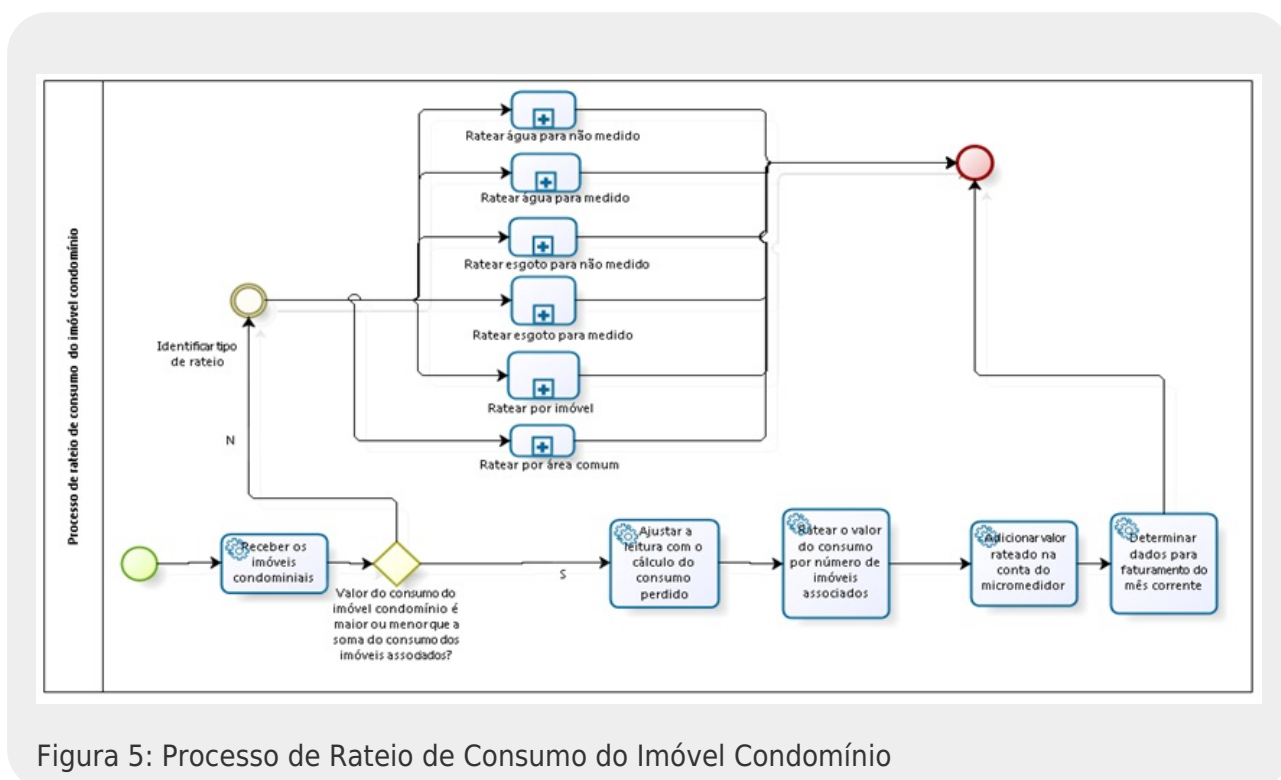 Processo de rateio de consumo do imóvel condomínio
Ratear água para não medido
Ratear água para medido
Ratear esgoto para não medido
Ratear esgoto para medido
Ratear por imóvel
Ratear por área comum
Identificar tipo
de rateio
N
Receber os
imóveis
condominiais
Valor do consumo do
imóvel condomínio é
maior ou menor que a
soma do consumo dos
imóveis associados?
S
Ajustar a
leitura com o
cálculo do
consumo
perdido
Ratear o valor
do consumo
por número de
imóveis
associados
Adicionar valor
rateado na
conta do
micromedidor
Determinar
dados para
faturamento do
mês corrente
Figura 5: Processo de Rateio de Consumo do Imóvel Condomínio